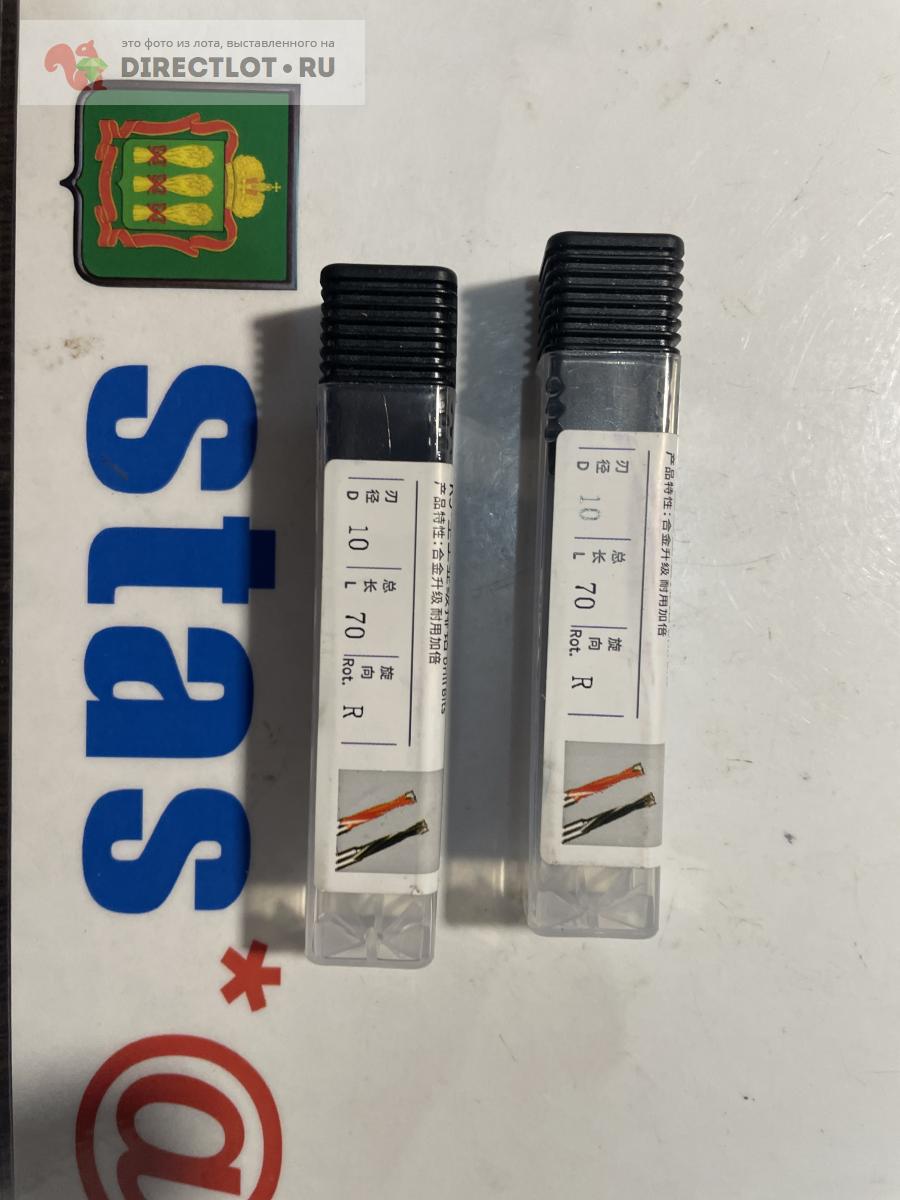 это фото из лота, выставленного на
DIRECTLOT•RU
stas*@
产品特性:合金升级 耐用加倍
刃径 D 10 总长 L 70 旋向 Rot. R
产品特性:合金升级 耐用加倍
刃径 D 10 总长 L 70 旋向 Rot. R